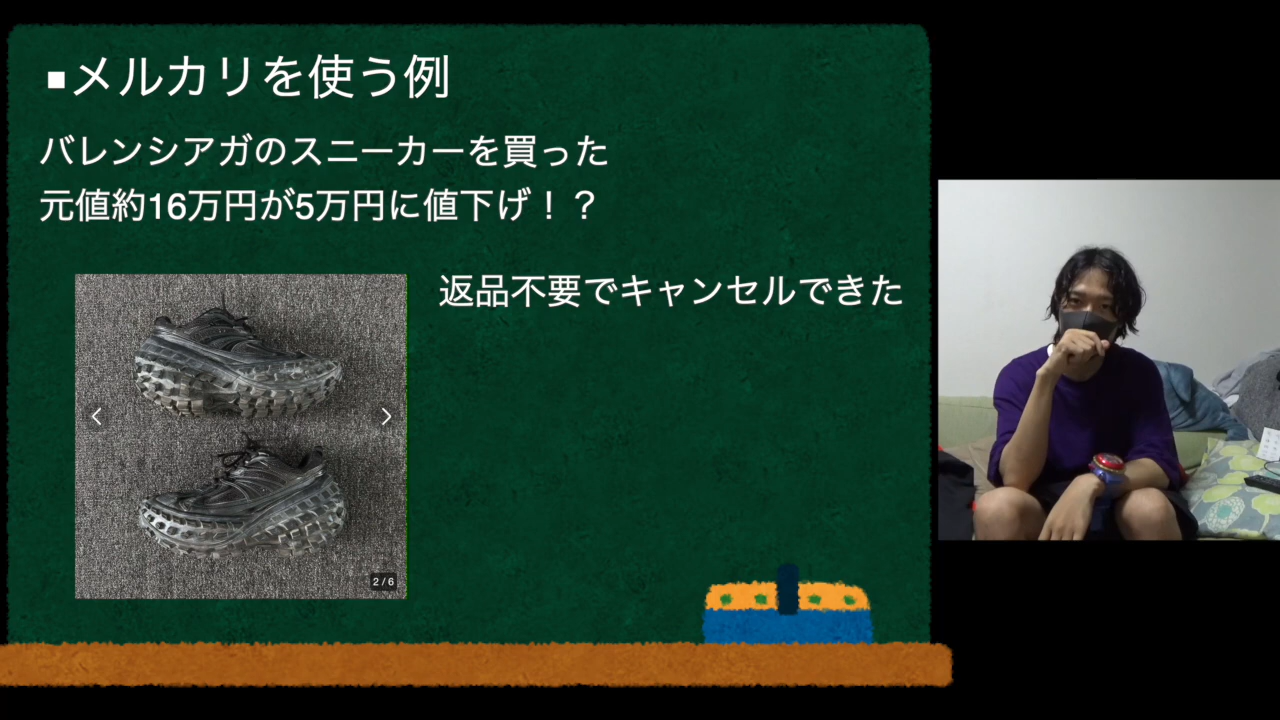 ▪メルカリを使う例
バレンシアガのスニーカーを買った
元値約16万円が5万円に値下げ！？
返品不要でキャンセルできた
2 / 6